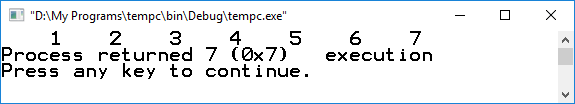 "D:\My Programs\tempc\bin\Debug\tempc.exe"
1 2 3 4 5 6 7
Process returned 7 (0x7) execution
Press any key to continue.